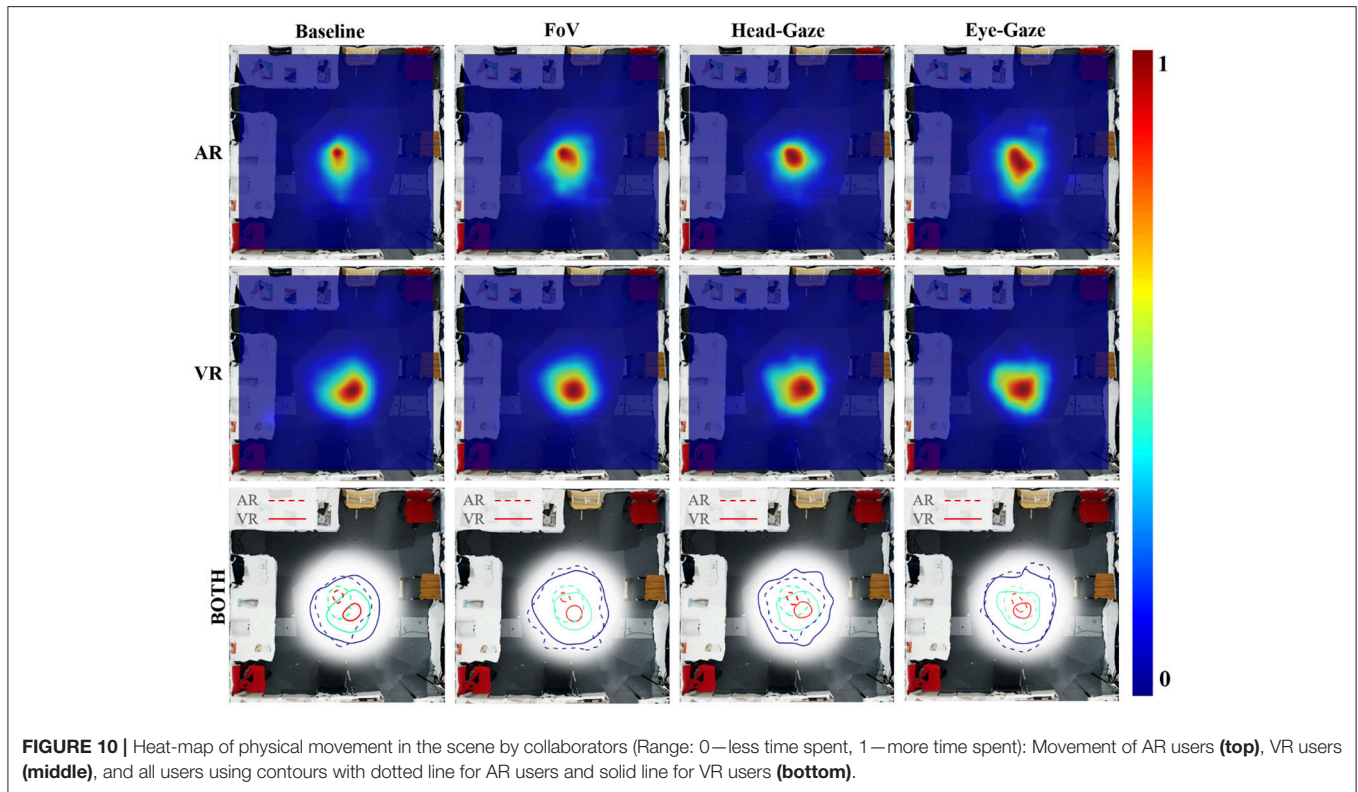 Baseline FoV Head-Gaze Eye-Gaze
1
AR
VR
AR AR AR AR
VR VR VR VR
BOTH
0
FIGURE 10 | Heat-map of physical movement in the scene by collaborators (Range: 0—less time spent, 1—more time spent): Movement of AR users (top), VR users
(middle), and all users using contours with dotted line for AR users and solid line for VR users (bottom).